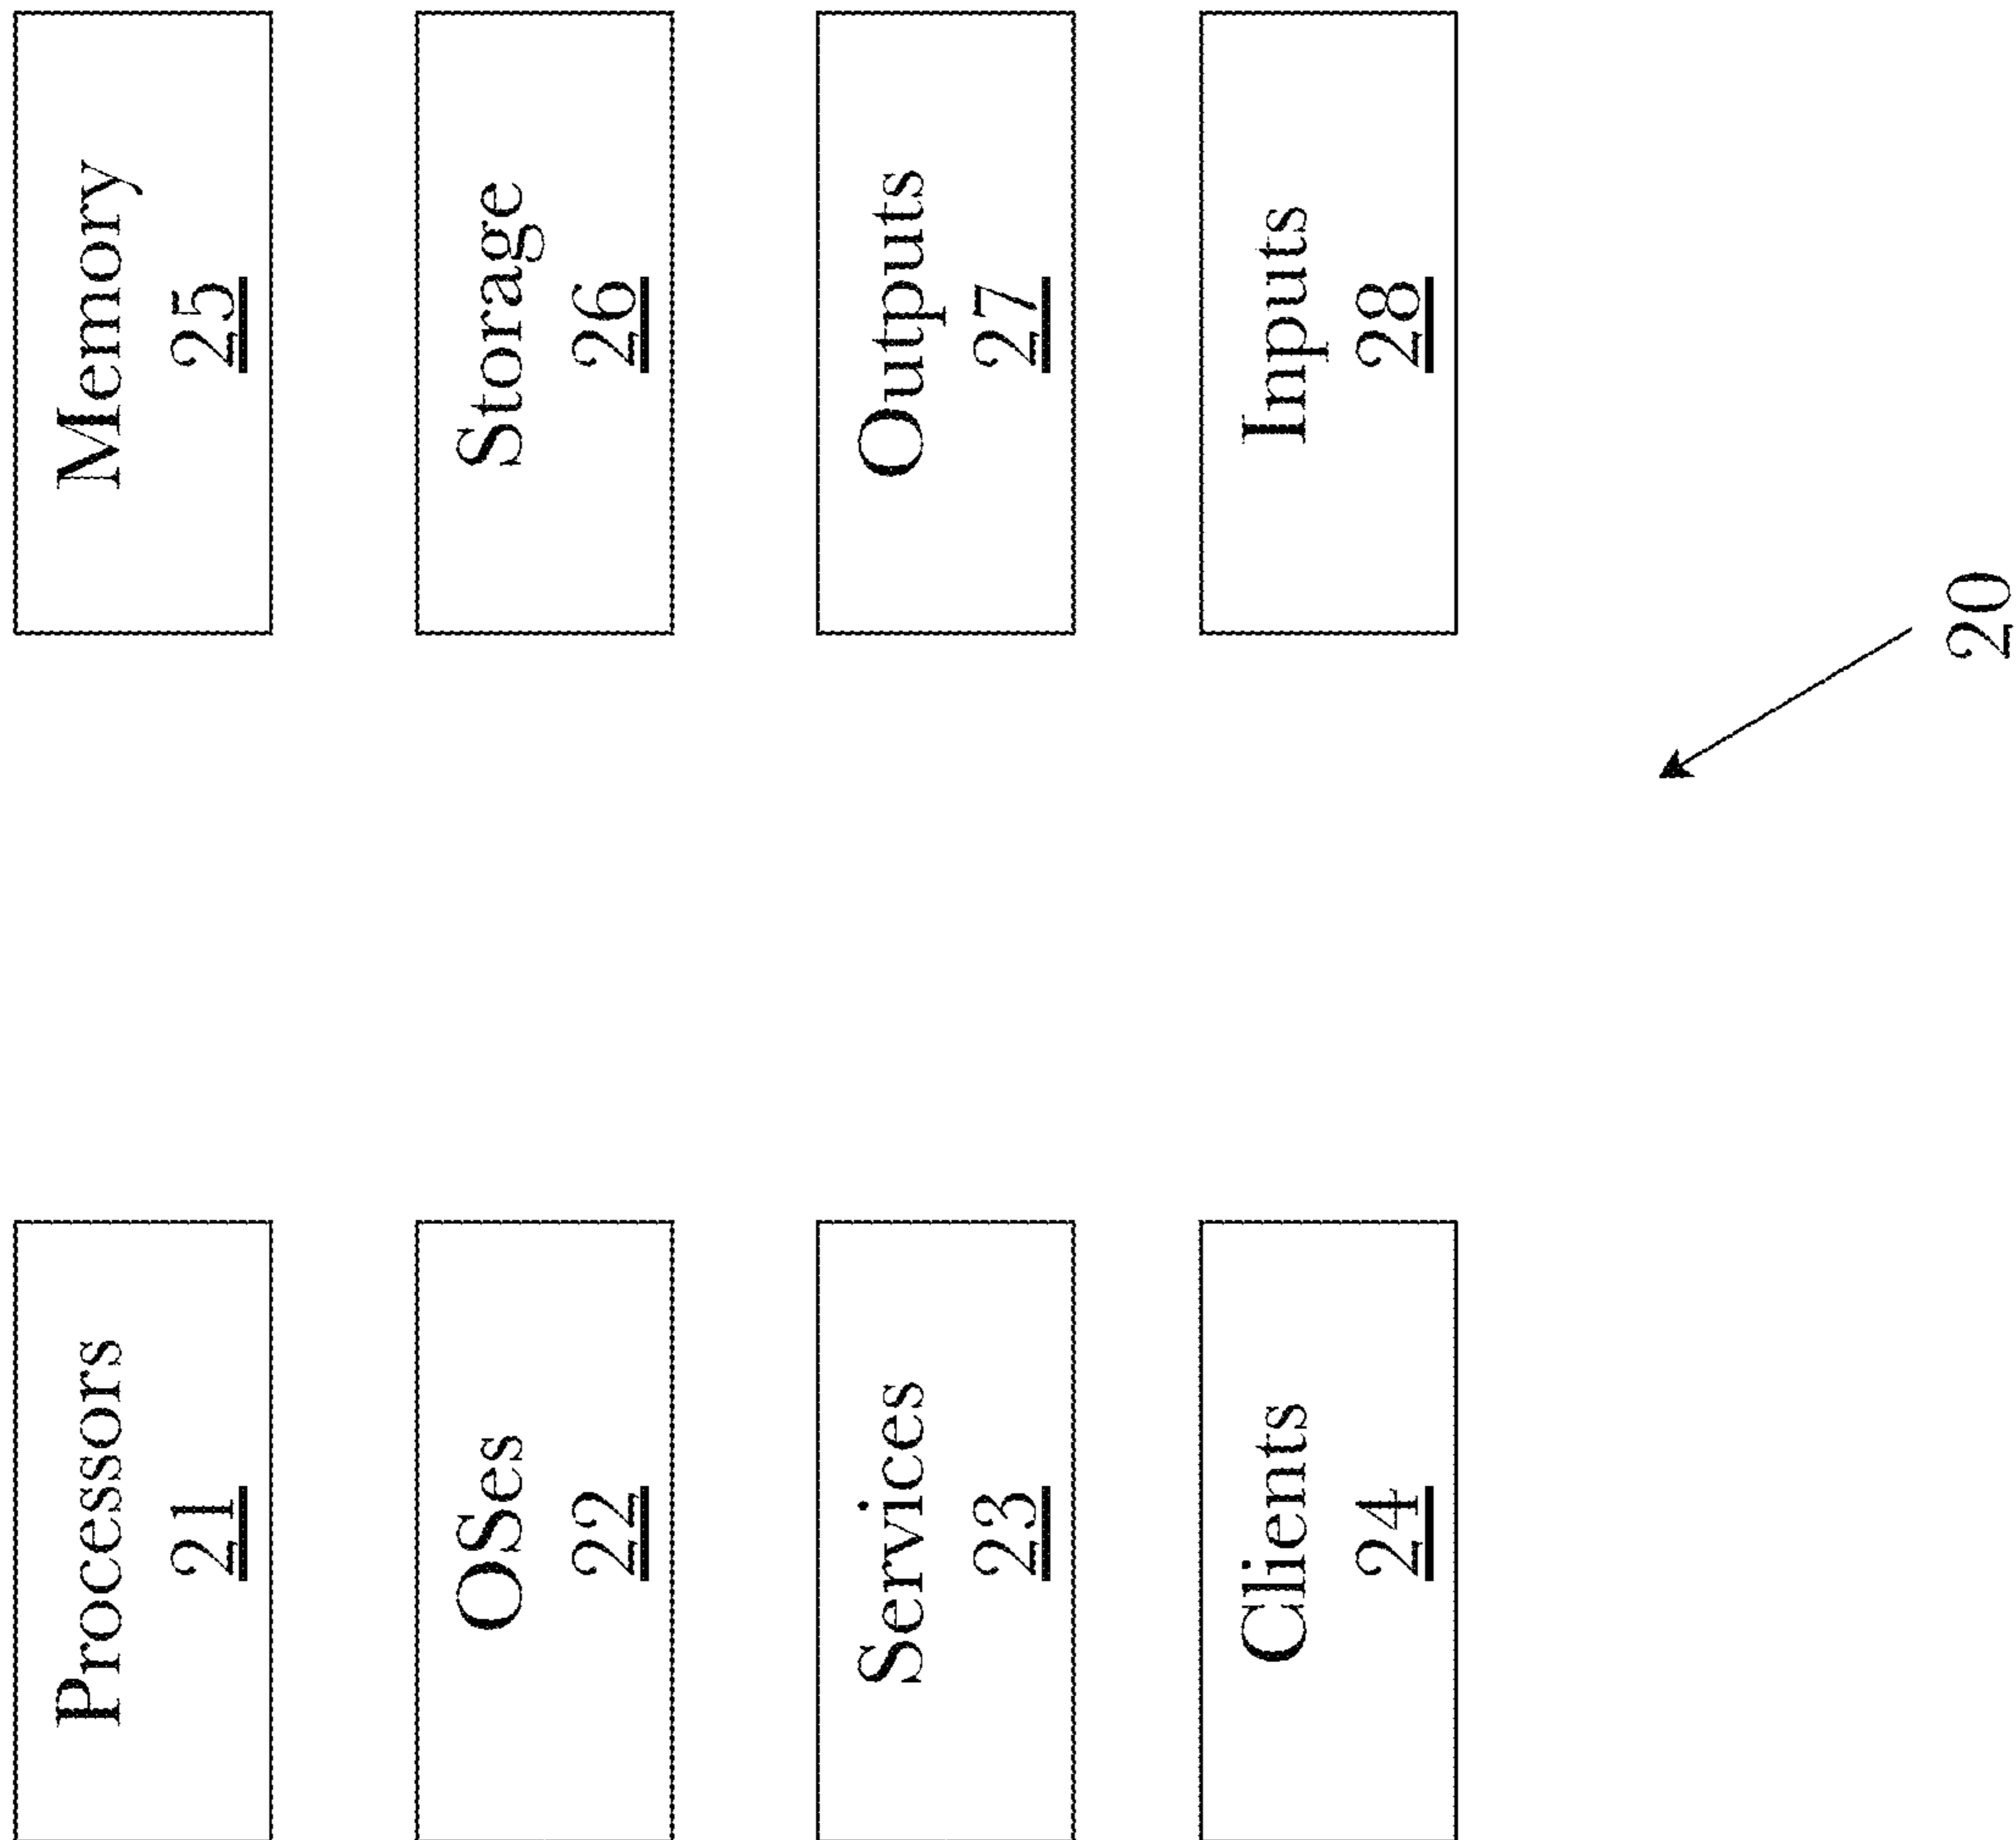 Processors
21
Memory
25
OSes
22
Storage
26
Services
23
Outputs
27
Clients
24
Inputs
28
20